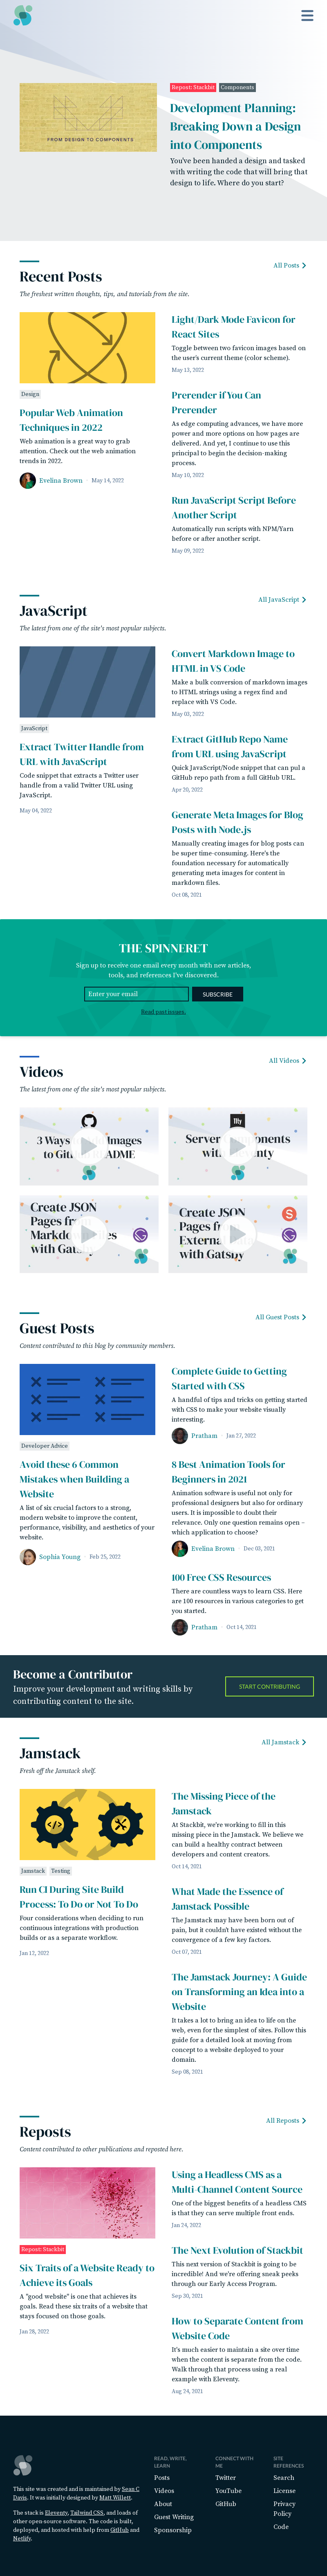 FROM DESIGN TO COMPONENTS
Repost: Stackbit Components
Development Planning:
Breaking Down a Design
into Components
You've been handed a design and tasked
with writing the code that will bring that
design to life. Where do you start?
Recent Posts
All Posts
The freshest written thoughts, tips, and tutorials from the site.
Design
Popular Web Animation
Techniques in 2022
Web animation is a great way to grab
attention. Check out the web animation
trends in 2022.
Evelina Brown · May 14, 2022
Light/Dark Mode Favicon for
React Sites
Toggle between two favicon images based on
the user's current theme (color scheme).
May 13, 2022
Prerender if You Can
Prerender
As edge computing advances, we have more
power and more options on how pages are
delivered. And yet, I continue to use this
principal to begin the decision-making
process.
May 10, 2022
Run JavaScript Script Before
Another Script
Automatically run scripts with NPM/Yarn
before or after another script.
May 09, 2022
JavaScript
All JavaScript
The latest from one of the site's most popular subjects.
JavaScript
Extract Twitter Handle from
URL with JavaScript
Code snippet that extracts a Twitter user
handle from a valid Twitter URL using
JavaScript.
May 04, 2022
Convert Markdown Image to
HTML in VS Code
Make a bulk conversion of markdown images
to HTML strings using a regex find and
replace with VS Code.
May 03, 2022
Extract GitHub Repo Name
from URL using JavaScript
Quick JavaScript/Node snippet that can pul a
GitHub repo path from a full GitHub URL.
Apr 26, 2022
Generate Meta Images for Blog
Posts with Node.js
Manually creating images for blog posts can
be super time-consuming. Here's the
foundation necessary for automatically
generating meta images for content in
markdown files.
Oct 08, 2021
THE SPINNERET
Sign up to receive one email every month with new articles,
tools, and references I've discovered.
Enter your email
SUBSCRIBE
Read past issues.
Videos
All Videos
The latest from one of the site's most popular subjects.
3 Ways Images
to GitHub README
Server Components
with Eleventy
Create JSON
Pages from
Markdown Files
with Gatsby
Create JSON
Pages from
External Data
with Gatsby
Guest Posts
All Guest Posts
Content contributed to this blog by community members.
Developer Advice
Avoid these 6 Common
Mistakes when Building a
Website
A list of six crucial factors to a strong,
modern website to improve the content,
performance, visibility, and aesthetics of your
website.
Sophia Young · Feb 25, 2022
Complete Guide to Getting
Started with CSS
A handful of tips and tricks on getting started
with CSS to make your website visually
interesting.
Pratham · Jan 27, 2022
8 Best Animation Tools for
Beginners in 2021
Animation software is useful not only for
professional designers but also for ordinary
users. It is impossible to doubt their
relevance. Only one question remains open –
which application to choose?
Evelina Brown · Dec 03, 2021
100 Free CSS Resources
There are countless ways to learn CSS. Here
are 100 resources in various categories to get
you started.
Pratham · Oct 14, 2021
Become a Contributor
Improve your development and writing skills by
contributing content to the site.
START CONTRIBUTING
Jamstack
All Jamstack
Fresh off the Jamstack shelf.
Jamstack Testing
Run CI During Site Build
Process: To Do or Not To Do
Four considerations when deciding to run
continuous integrations with production
builds or as a separate workflow.
Jan 12, 2022
The Missing Piece of the
Jamstack
At Stackbit, we're working to fill in this
missing piece in the Jamstack. We believe we
can build a healthy contract between
developers and content creators.
Oct 14, 2021
What Made the Essence of
Jamstack Possible
The Jamstack may have been born out of
pain, but it couldn't have existed without the
convergence of a few key factors.
Oct 07, 2021
The Jamstack Journey: A Guide
on Transforming an Idea into a
Website
It takes a lot to bring an idea to life on the
web, even for the simplest of sites. Follow this
guide for a detailed look at moving from
concept to a website deployed to your
domain.
Sep 08, 2021
Reposts
All Reposts
Content contributed to other publications and reposted here.
Repost: Stackbit
Six Traits of a Website Ready to
Achieve its Goals
A "good website" is one that achieves its
goals. Read these six traits of a website that
stays focused on those goals.
Jan 28, 2022
Using a Headless CMS as a
Multi-Channel Content Source
One of the biggest benefits of a headless CMS
is that they can serve multiple front ends.
Jan 24, 2022
The Next Evolution of Stackbit
This next version of Stackbit is going to be
incredible! And we're offering sneak peeks
through our Early Access Program.
Sep 30, 2021
How to Separate Content from
Website Code
It's much easier to maintain a site over time
when the content is separate from the code.
Walk through that process using a real
example with Eleventy.
Aug 24, 2021
This site was created and is maintained by Sean C
Davis. It was initially designed by Matt Willett.
The stack is Eleventy, Tailwind CSS, and loads of
other open-source software. The code is built,
deployed, and hosted with help from GitHub and
Netlify.
READ, WRITE,
LEARN
Posts
Videos
About
Guest Writing
Sponsorship
CONNECT WITH
ME
Twitter
YouTube
GitHub
SITE
REFERENCES
Search
License
Privacy
Policy
Code